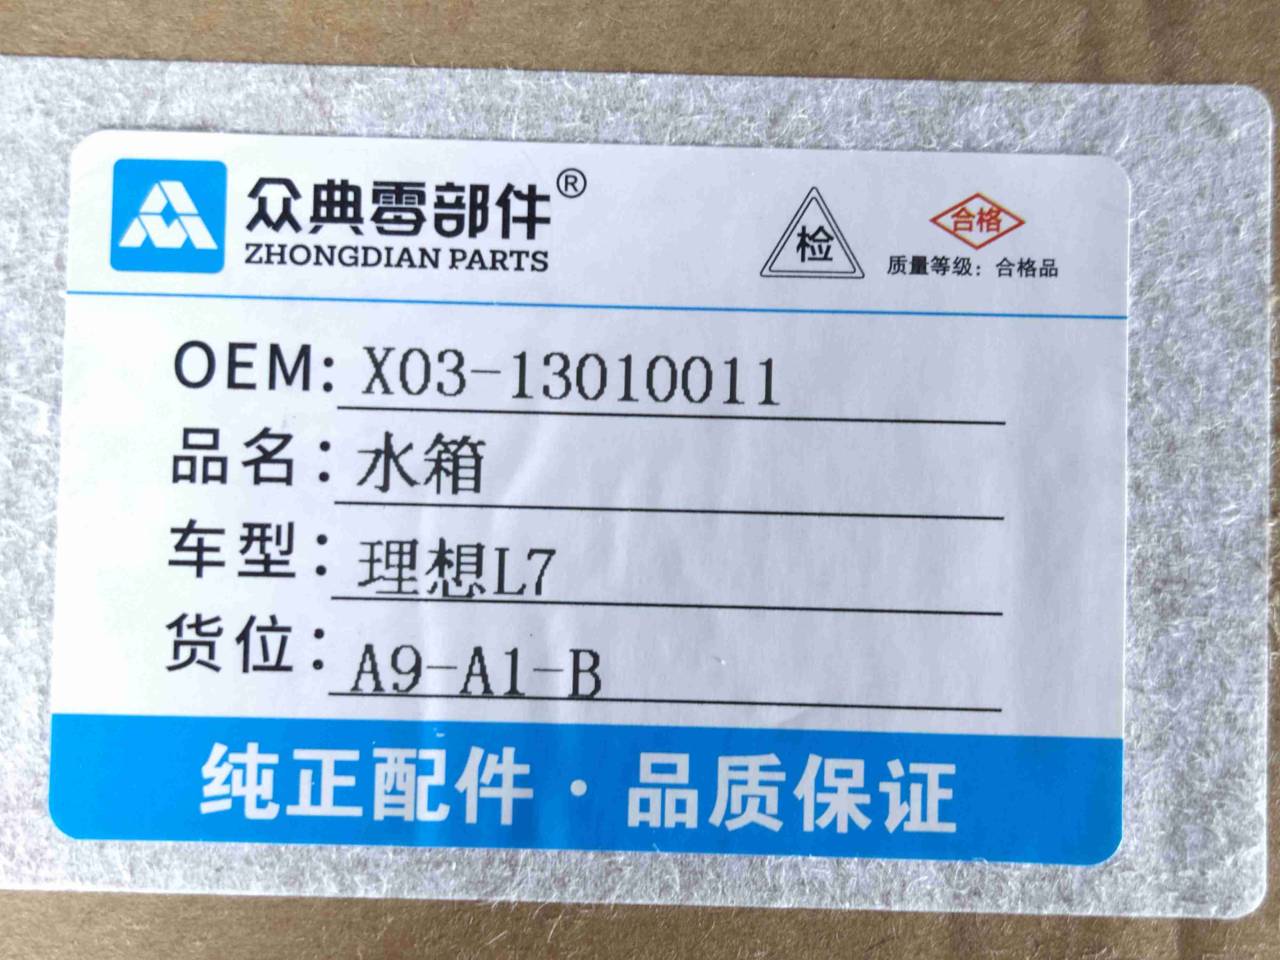 众典零部件®
ZHONGDIAN PARTS
检
合格
质量等级：合格品
OEM: X03-13010011
品名：水箱
车型：理想L7
货位：A9-A1-B
纯正配件·品质保证